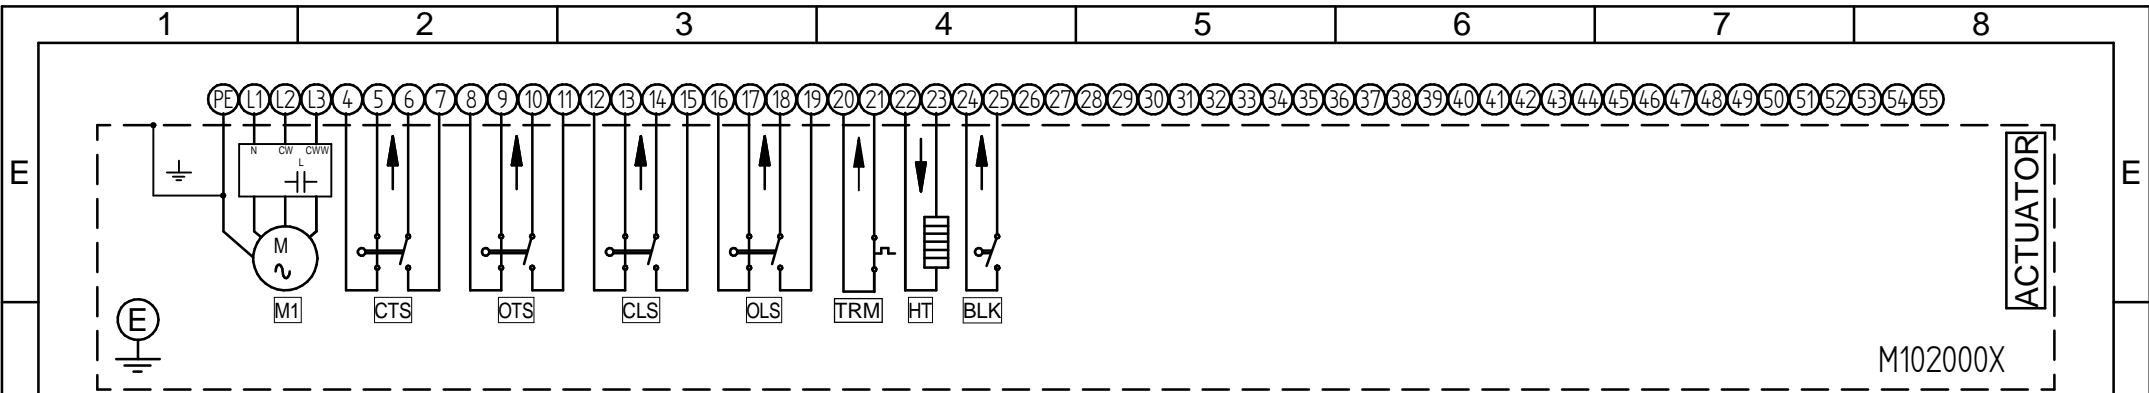 1 2 3 4 5 6 7 8
PE L1 L2 L3 4 5 6 7 8 9 10 11 12 13 14 15 16 17 18 19 20 21 22 23 24 25 26 27 28 29 30 31 32 33 34 35 36 37 38 39 40 41 42 43 44 45 46 47 48 49 50 51 52 53 54 55
N CW CWW
L
E E
ACTUATOR
M
M1 CTS OTS CLS OLS TRM HT BLK
E
M102000X